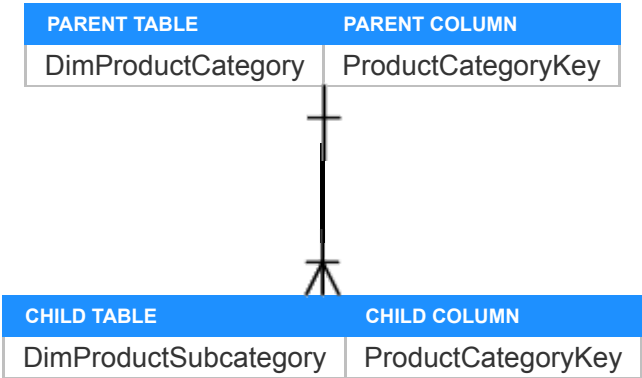 PARENT TABLE PARENT COLUMN
DimProductCategory ProductCategoryKey
CHILD TABLE CHILD COLUMN
DimProductSubcategory ProductCategoryKey